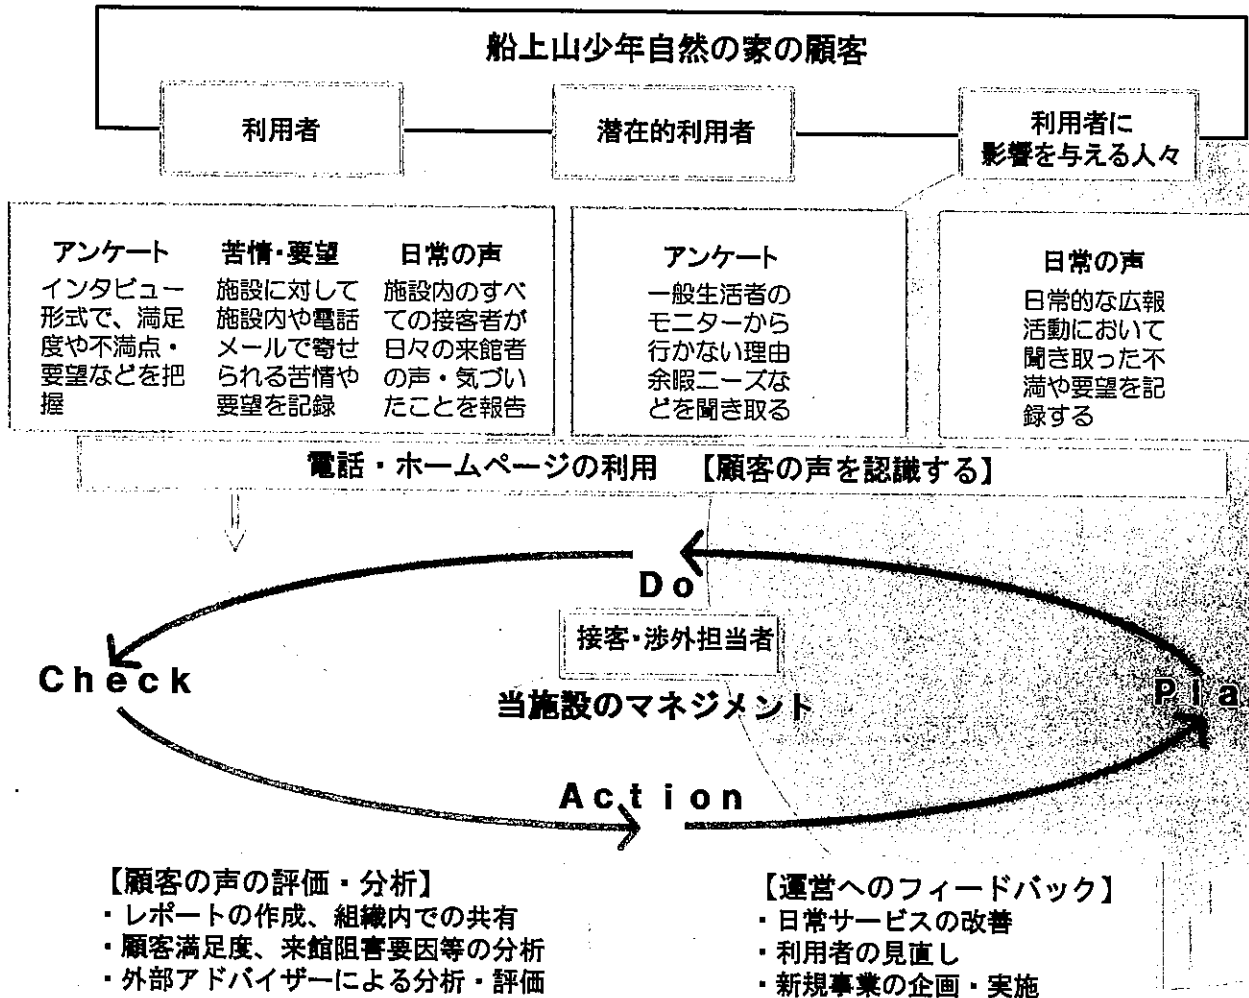 船上山少年自然の家の顧客
利用者
潜在的利用者
利用者に
影響を与える人々
アンケート
インタビュー
形式で、満足
度や不満点・
要望などを把
握
苦情・要望
施設に対して
施設内や電話
メールで寄せ
られる苦情や
要望を記録
日常の声
施設内のすべ
ての接客者が
日々の来館者
の声・気づい
たことを報告
アンケート
一般生活者の
モニターから
行かない理由
余暇ニーズな
どを聞き取る
日常の声
日常的な広報
活動において
聞き取った不
満や要望を記
録する
電話・ホームページの利用 【顧客の声を認識する】
Do
接客・渉外担当者
Check
Pla
当施設のマネジメント
Action
【顧客の声の評価・分析】
・レポートの作成、組織内での共有
・顧客満足度、来館阻害要因等の分析
・外部アドバイザーによる分析・評価
【運営へのフィードバック】
・日常サービスの改善
・利用者の見直し
・新規事業の企画・実施